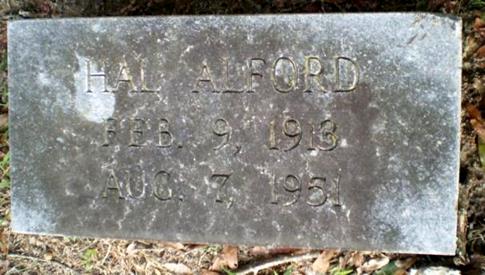 HAL ALFORD
FEB. 9, 1913
AUG. 7, 1951